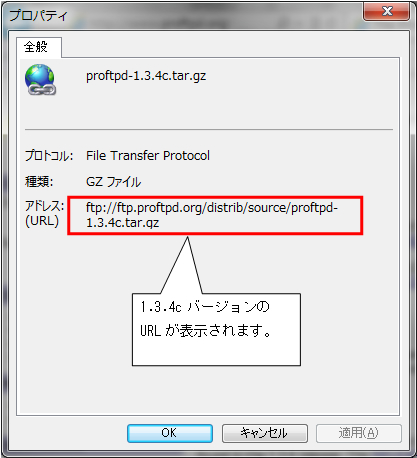 プロパティ
全般
proftpd-1.3.4c.tar.gz
プロトコル: File Transfer Protocol
種類: GZ ファイル
アドレス: ftp://ftp.proftpd.org/distrib/source/proftpd-
(URL) 1.3.4c.tar.gz
1.3.4c バージョンの
URL が表示されます。
OK キャンセル 適用(A)